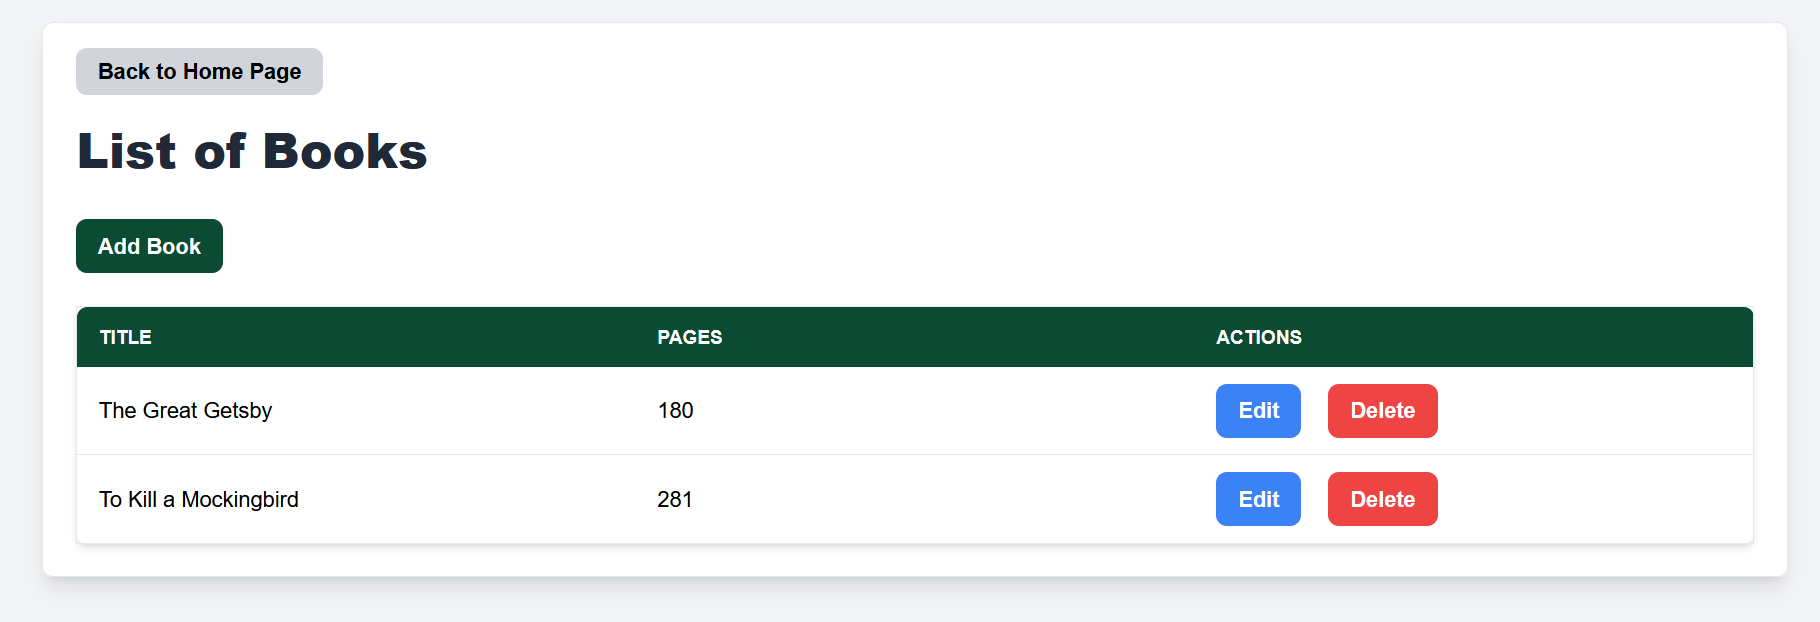 Back to Home Page
List of Books
Add Book
TITLE PAGES ACTIONS
The Great Getsby 180 Edit Delete
To Kill a Mockingbird 281 Edit Delete